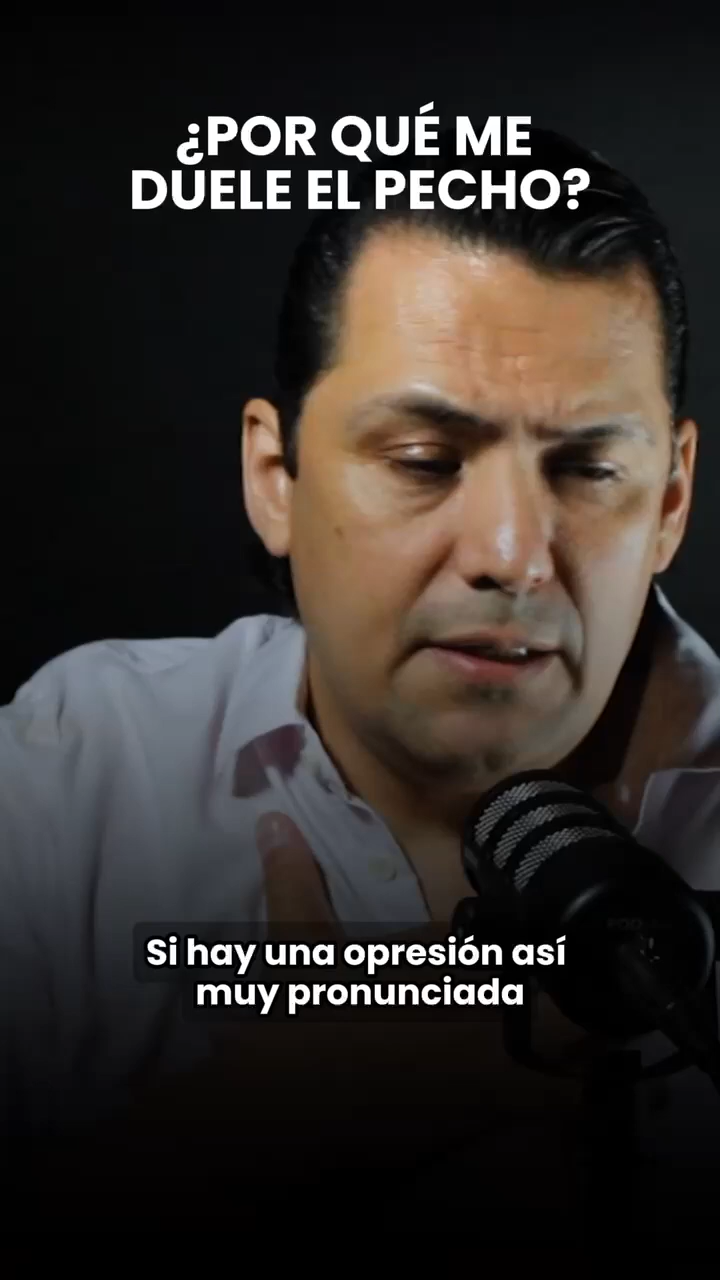 ¿POR QUÉ ME
DUELE EL PECHO?
Si hay una opresión así
muy pronunciada